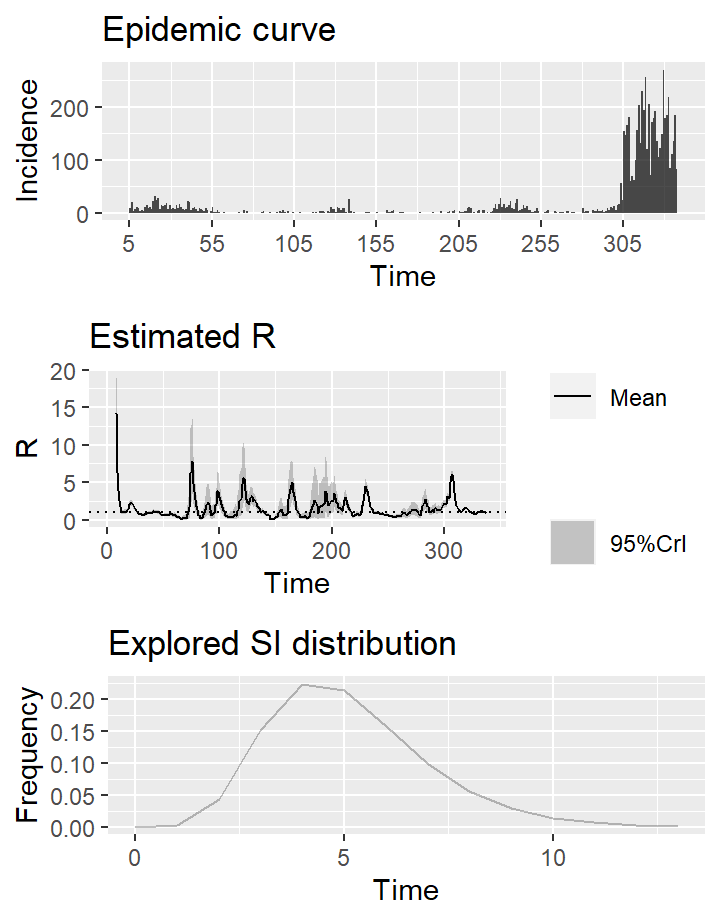 Epidemic curve
Incidence
200
100
0
5 55 105 155 205 255 305
Time
Estimated R
R
20
15
10
5
0
0 100 200 300
Time
Mean
95%CrI
Explored SI distribution
Frequency
0.20
0.15
0.10
0.05
0.00
0 5 10
Time